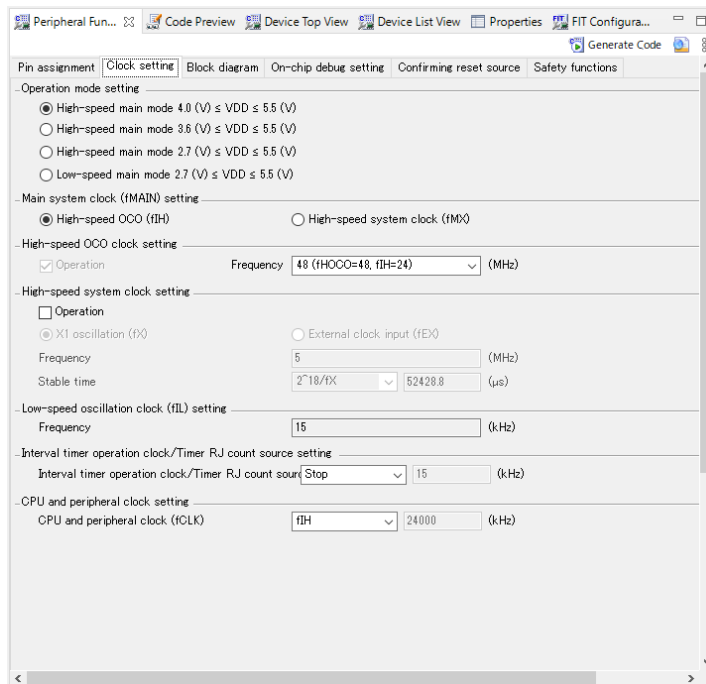 Peripheral Fun... Code Preview Device Top View Device List View Properties FIT Configura...
Generate Code
Pin assignment Clock setting Block diagram On-chip debug setting Confirming reset source Safety functions
Operation mode setting
High-speed main mode 4.0 (V) ≤ VDD ≤ 5.5 (V)
High-speed main mode 3.6 (V) ≤ VDD ≤ 5.5 (V)
High-speed main mode 2.7 (V) ≤ VDD ≤ 5.5 (V)
Low-speed main mode 2.7 (V) ≤ VDD ≤ 5.5 (V)
Main system clock (fMAIN) setting
High-speed OCO (fIH) High-speed system clock (fMX)
High-speed OCO clock setting
Operation Frequency 48 (fHOCO=48, fIH=24) (MHz)
High-speed system clock setting
Operation
X1 oscillation (fX) External clock input (fEX)
Frequency 5 (MHz)
Stable time 2^18/fX 52428.8 (μs)
Low-speed oscillation clock (fIL) setting
Frequency 15 (kHz)
Interval timer operation clock/Timer RJ count source setting
Interval timer operation clock/Timer RJ count sour Stop 15 (kHz)
CPU and peripheral clock setting
CPU and peripheral clock (fCLK) fIH 24000 (kHz)